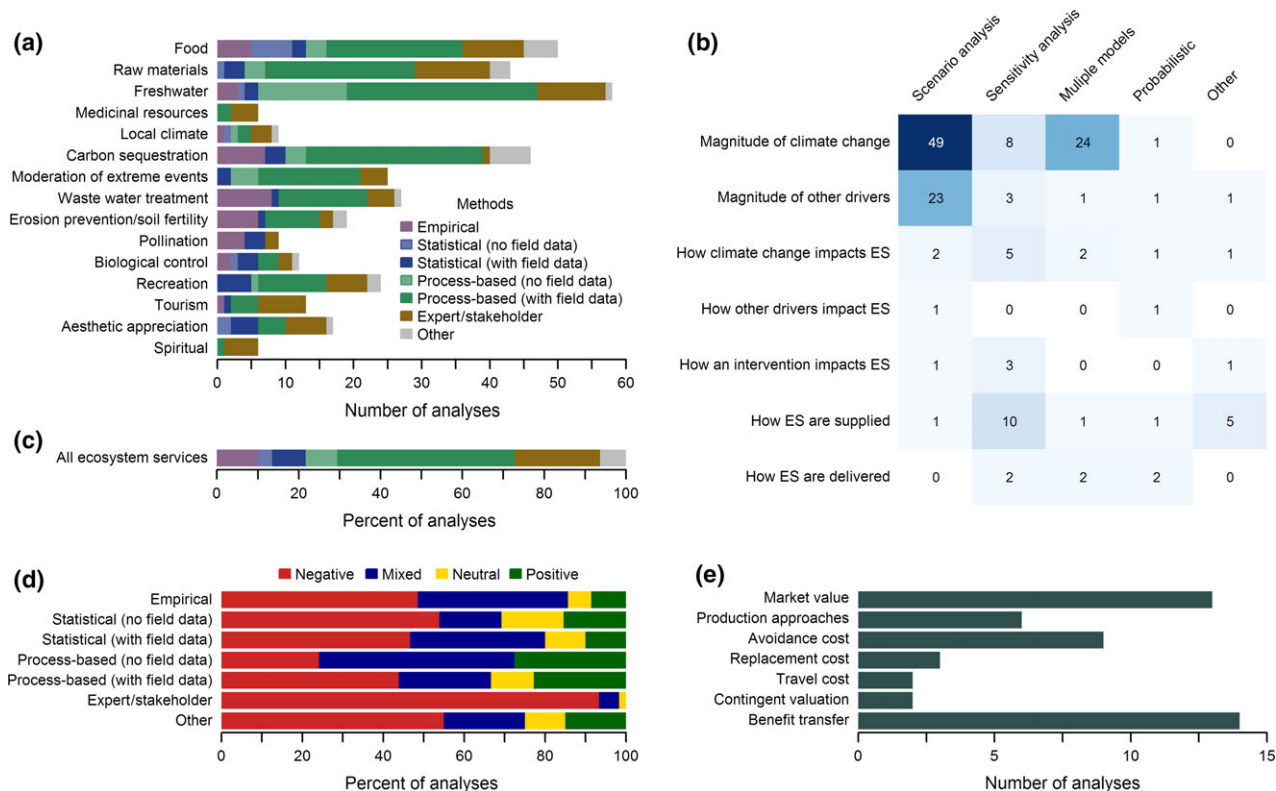 (a)
Food
Raw materials
Freshwater
Medicinal resources
Local climate
Carbon sequestration
Moderation of extreme events
Waste water treatment
Erosion prevention/soil fertility
Pollination
Biological control
Recreation
Tourism
Aesthetic appreciation
Spiritual
Methods
Empirical
Statistical (no field data)
Statistical (with field data)
Process-based (no field data)
Process-based (with field data)
Expert/stakeholder
Other
0 10 20 30 40 50 60
Number of analyses
(b)
Scenario analysis
Sensitivity analysis
Muliple models
Probabilistic
Other
Magnitude of climate change 49 8 24 1 0
Magnitude of other drivers 23 3 1 1 1
How climate change impacts ES 2 5 2 1 1
How other drivers impact ES 1 0 0 1 0
How an intervention impacts ES 1 3 0 0 1
How ES are supplied 1 10 1 1 5
How ES are delivered 0 2 2 2 0
(c)
All ecosystem services
0 20 40 60 80 100
Percent of analyses
(d)
Negative Mixed Neutral Positive
Empirical
Statistical (no field data)
Statistical (with field data)
Process-based (no field data)
Process-based (with field data)
Expert/stakeholder
Other
0 20 40 60 80 100
Percent of analyses
(e)
Market value
Production approaches
Avoidance cost
Replacement cost
Travel cost
Contingent valuation
Benefit transfer
0 5 10 15
Number of analyses